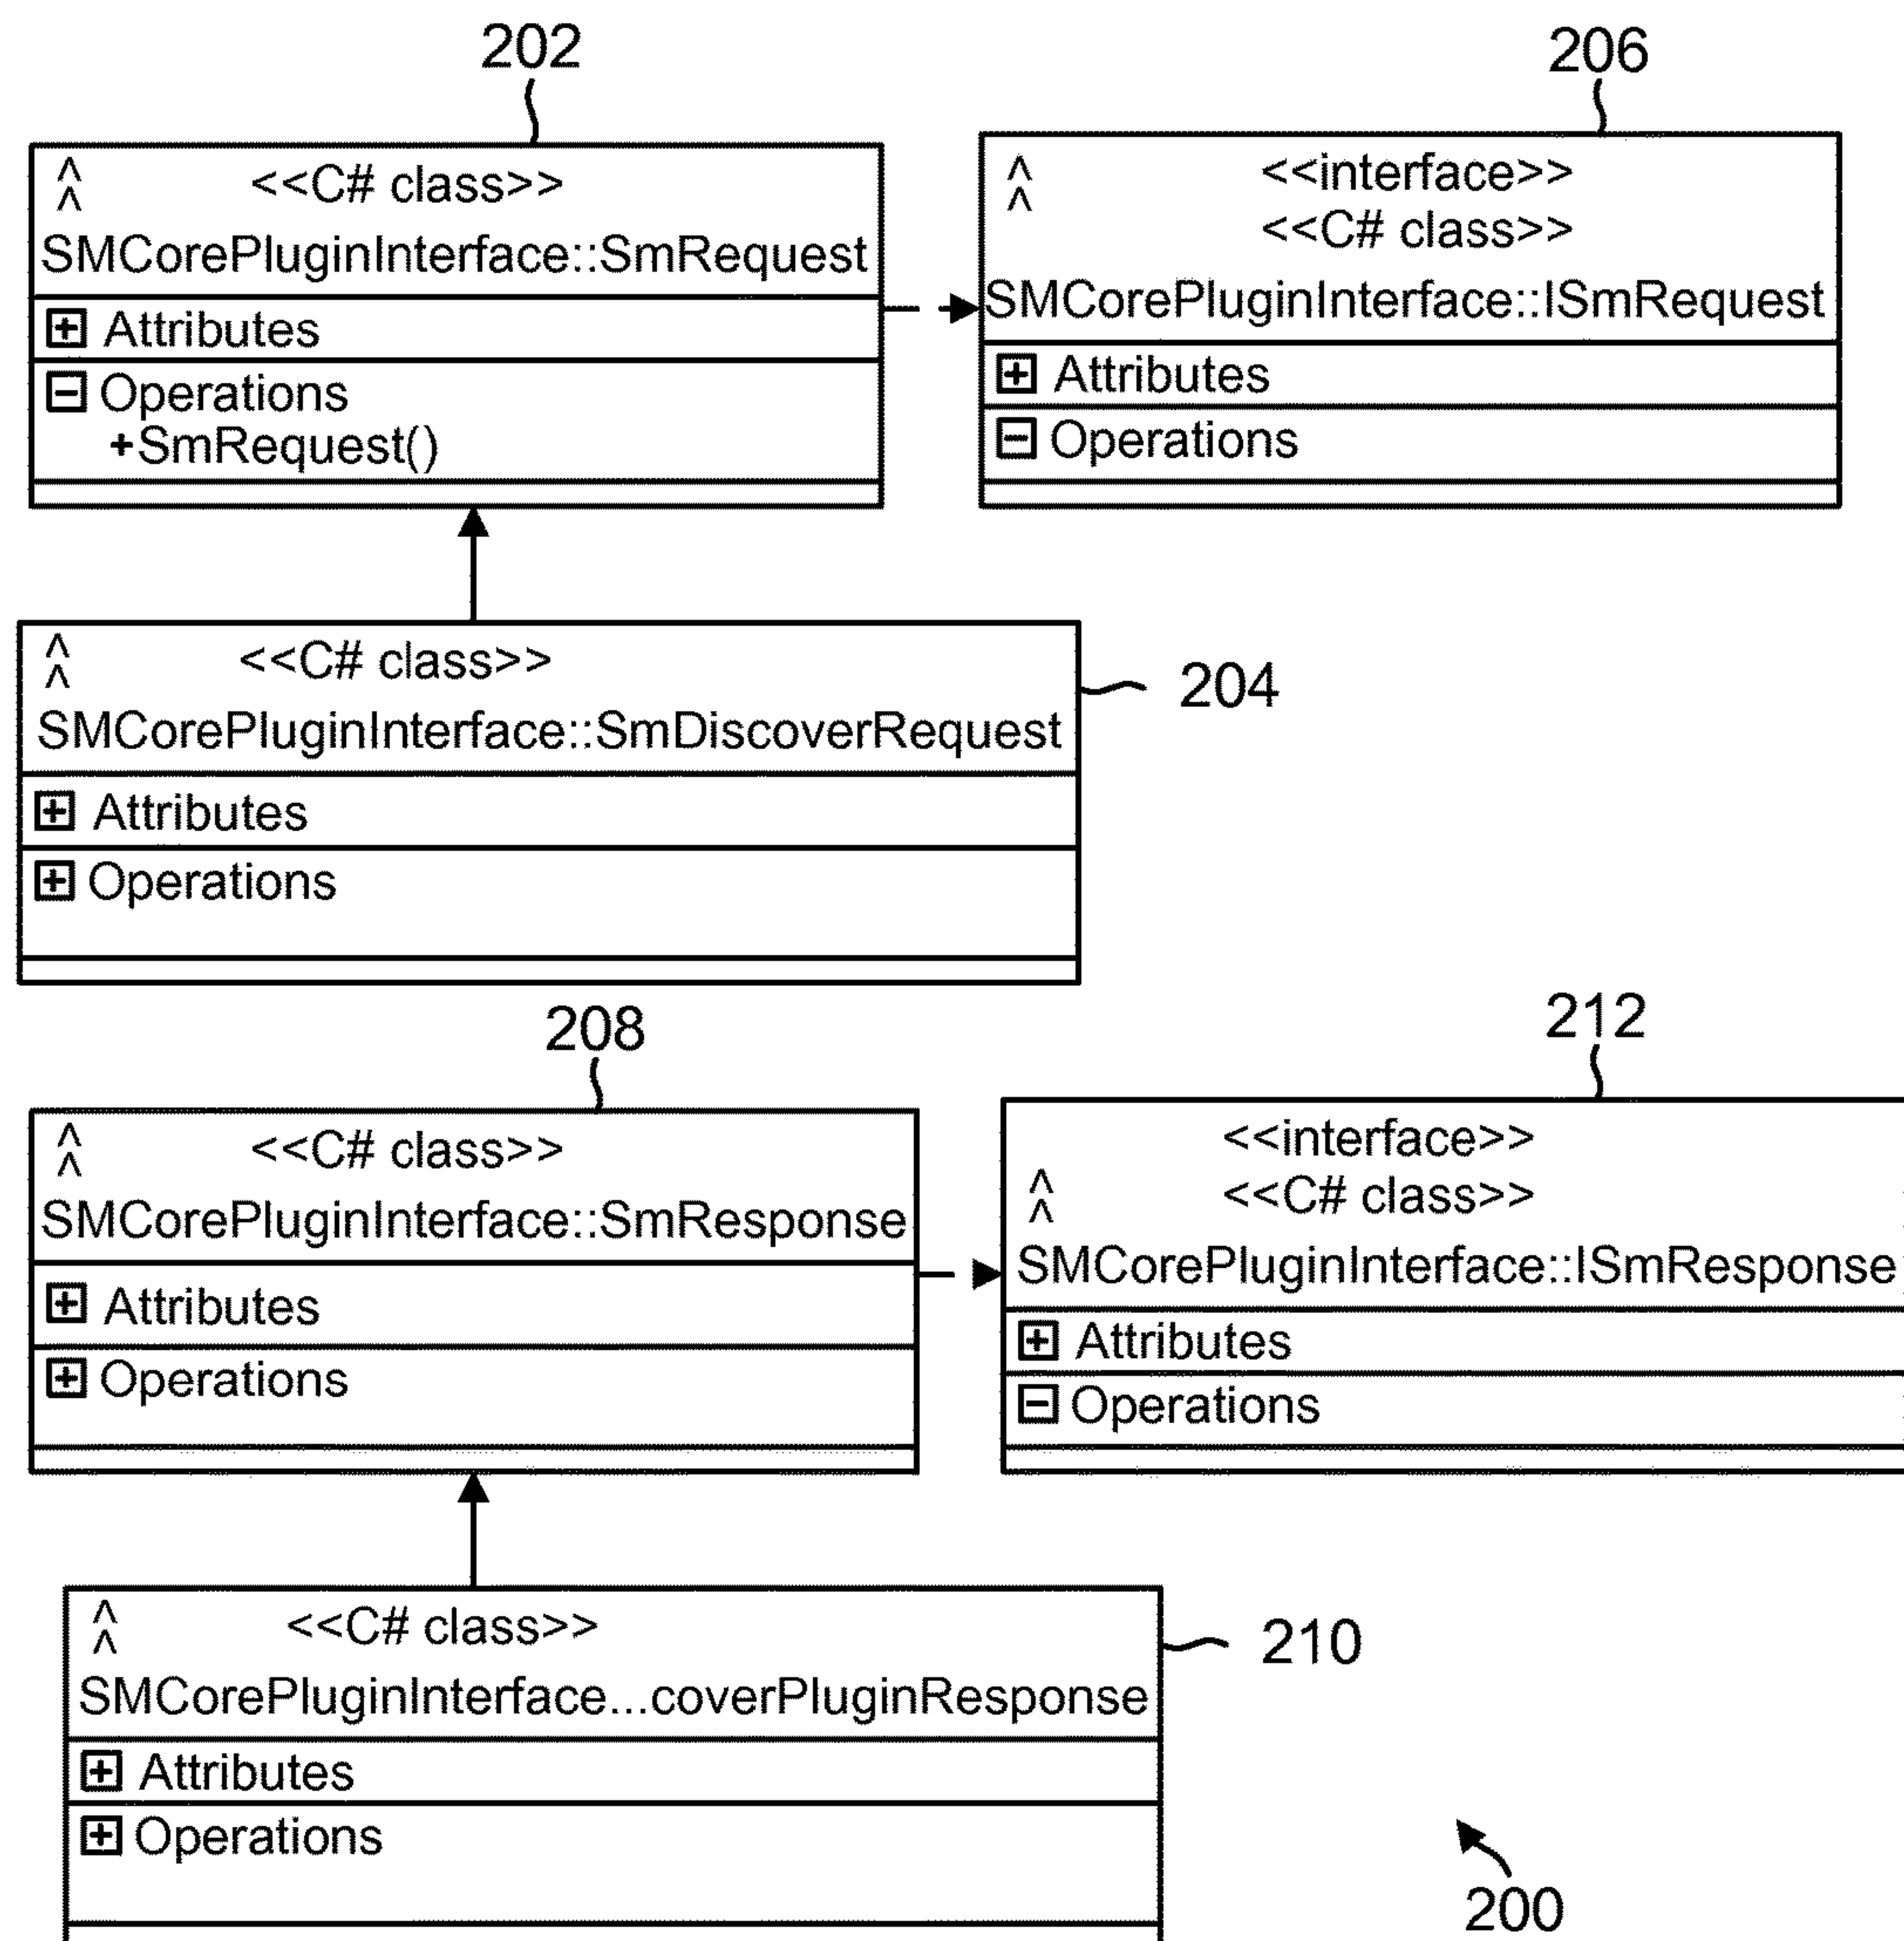 202
<<C# class>>
SMCorePluginInterface::SmRequest
Attributes
Operations
+SmRequest()
206
<<interface>>
<<C# class>>
SMCorePluginInterface::ISmRequest
Attributes
Operations
<<C# class>>
SMCorePluginInterface::SmDiscoverRequest
Attributes
Operations
204
208
<<C# class>>
SMCorePluginInterface::SmResponse
Attributes
Operations
212
<<interface>>
<<C# class>>
SMCorePluginInterface::ISmResponse
Attributes
Operations
<<C# class>>
SMCorePluginInterface...coverPluginResponse
Attributes
Operations
210
200